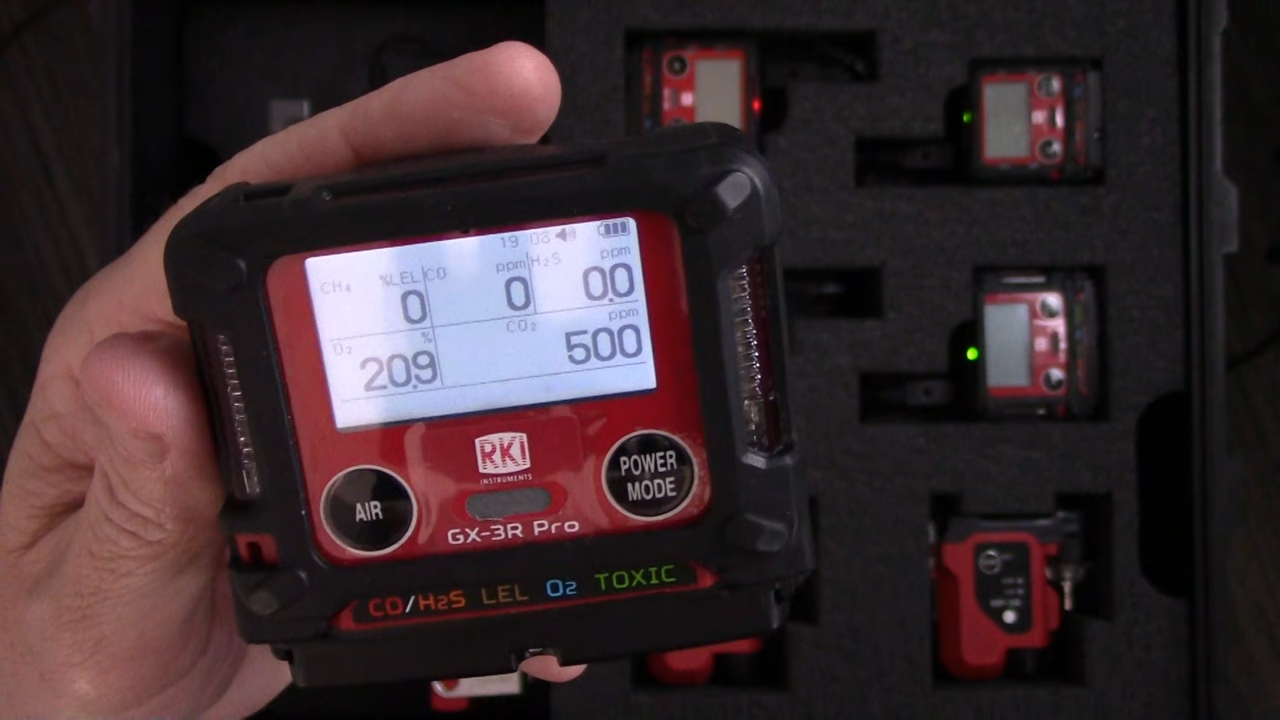 19 03
CH₄ %LEL CO ppm H₂S ppm
0 0 0.0
O₂ % CO₂ ppm
20.9 500
RKI
INSTRUMENTS
AIR
POWER
MODE
GX-3R Pro
CO/H₂S LEL O₂ TOXIC